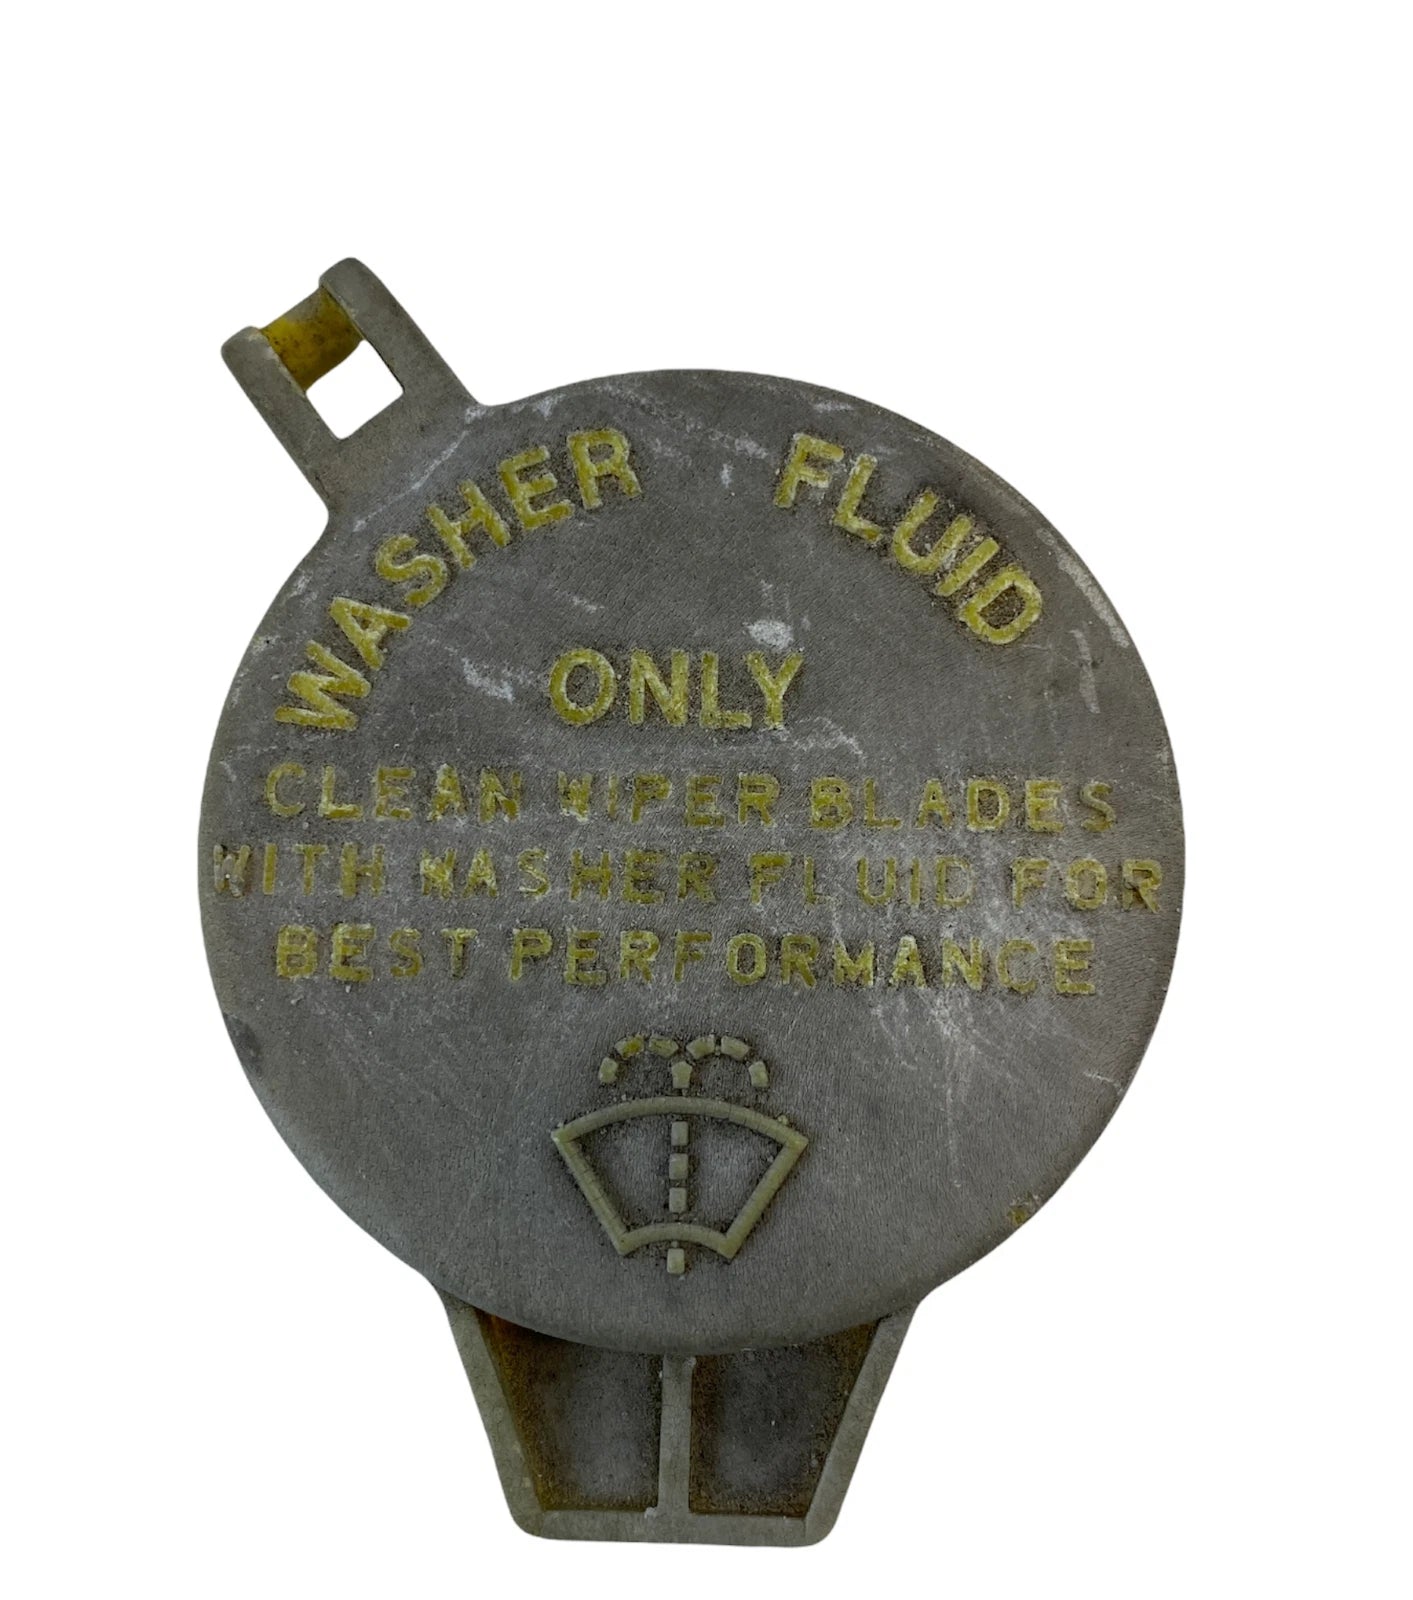 WASHER FLUID
ONLY
CLEAN WIPER BLADES
WITH WASHER FLUID FOR
BEST PERFORMANCE